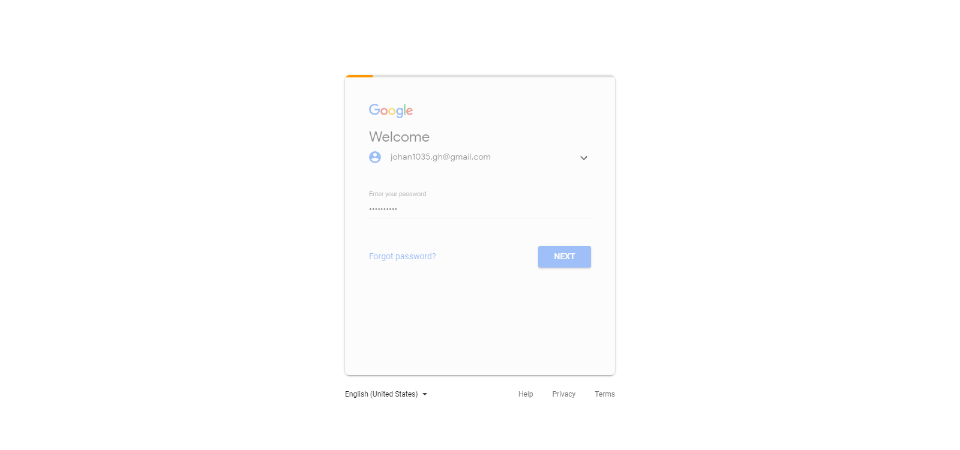 Google
Welcome
johan1035.gh@gmail.com
Enter your password
••••••••••
Forgot password?
NEXT
English (United States)
Help
Privacy
Terms